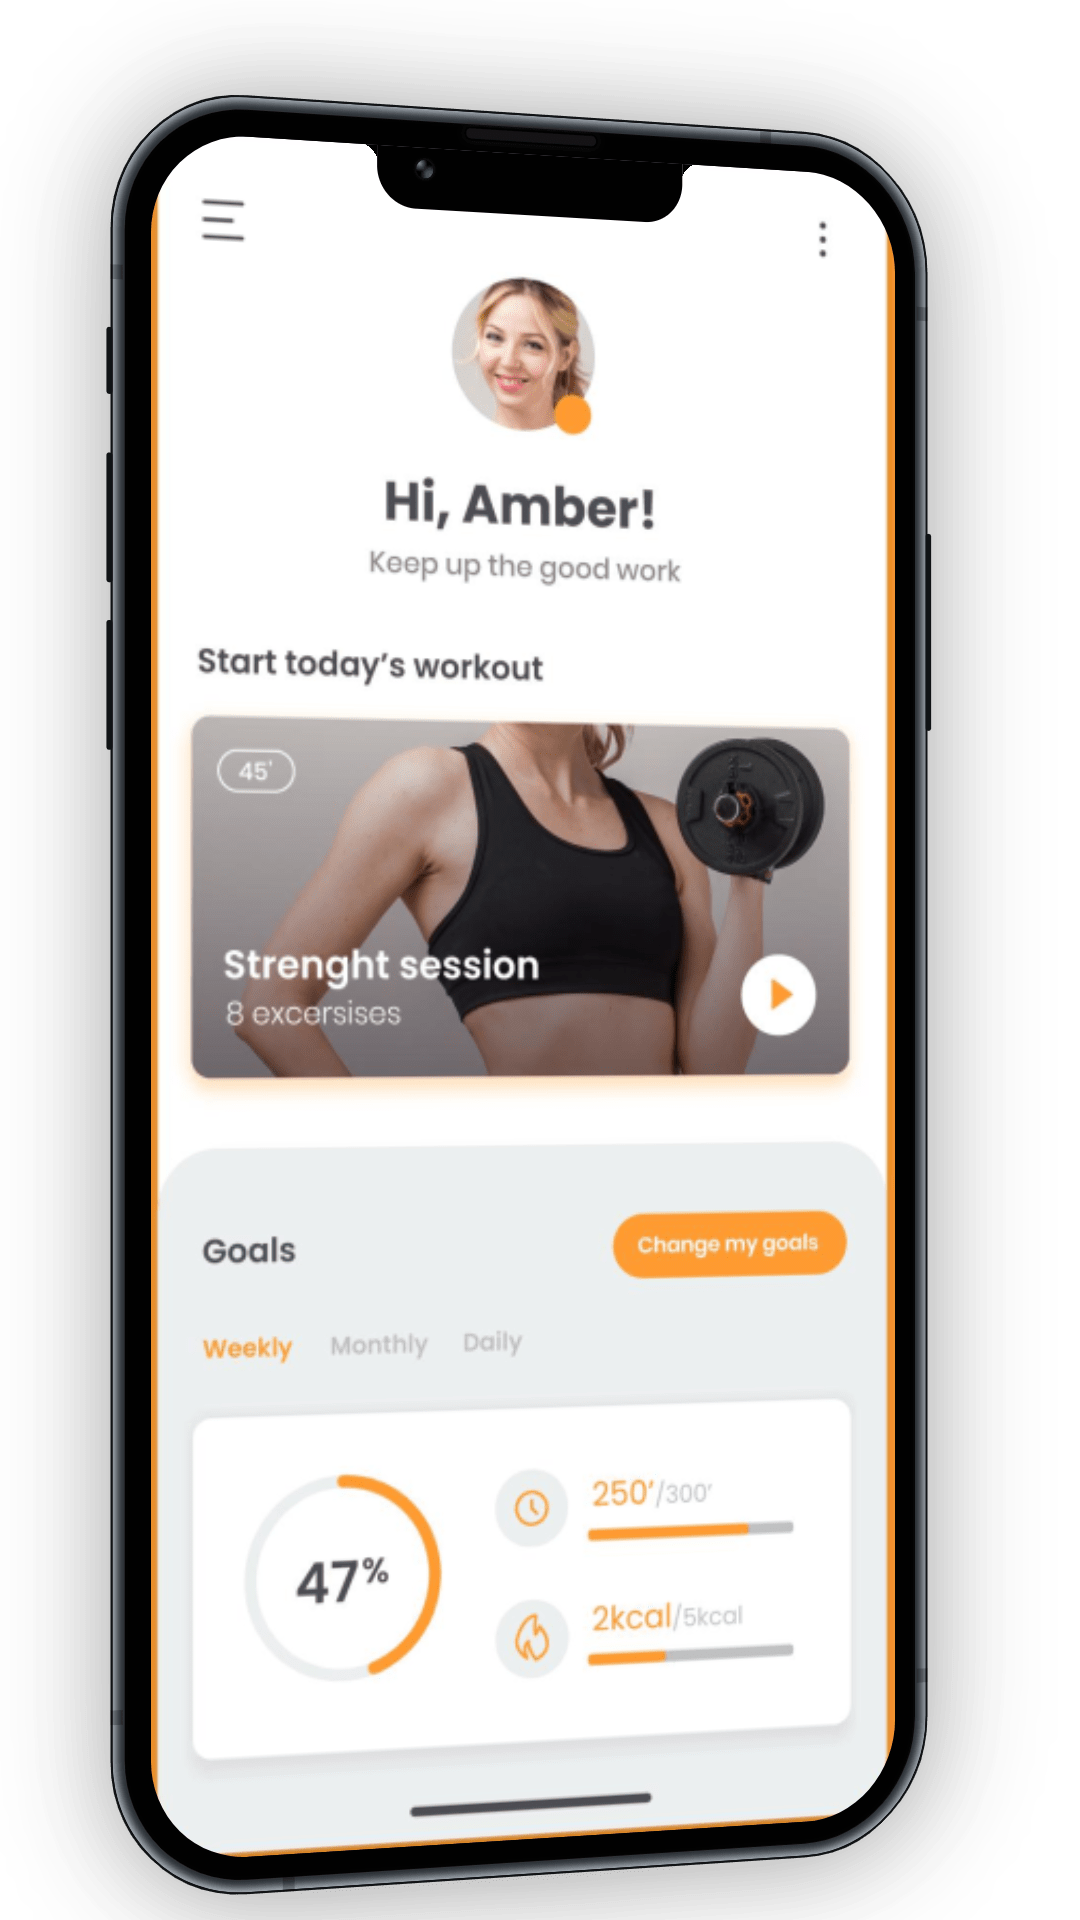 Hi, Amber!
Keep up the good work
Start today’s workout
45'
Strenght session
8 excersises
Goals
Change my goals
Weekly Monthly Daily
47%
250’/300’
2kcal/5kcal